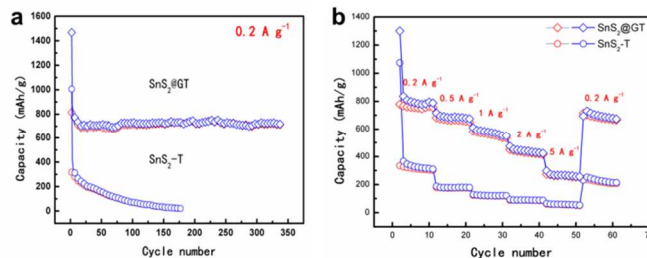 a
0.2 A g⁻¹
1600
1400
1200
1000
800
600
400
200
0
SnS₂@GT
SnS₂-T
Capacity (mAh/g)
0 50 100 150 200 250 300 350
Cycle number
b
SnS₂@GT
SnS₂-T
1400
1200
1000
800
600
400
200
0
0.2 A g⁻¹
0.5 A g⁻¹
1 A g⁻¹
2 A g⁻¹
5 A g⁻¹
0.2 A g⁻¹
Capacity (mAh/g)
0 10 20 30 40 50 60
Cycle number